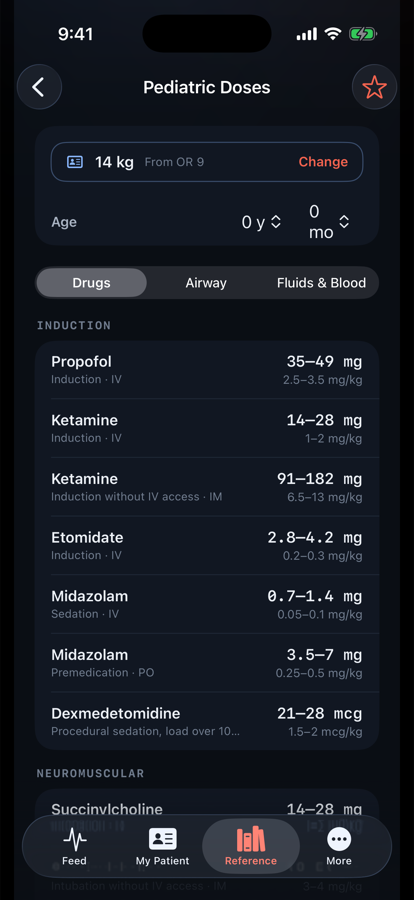 9:41
Pediatric Doses
14 kg From OR 9 Change
Age 0 y 0 mo
Drugs Airway Fluids & Blood
INDUCTION
Propofol 35–49 mg
Induction · IV 2.5–3.5 mg/kg
Ketamine 14–28 mg
Induction · IV 1–2 mg/kg
Ketamine 91–182 mg
Induction without IV access · IM 6.5–13 mg/kg
Etomidate 2.8–4.2 mg
Induction · IV 0.2–0.3 mg/kg
Midazolam 0.7–1.4 mg
Sedation · IV 0.05–0.1 mg/kg
Midazolam 3.5–7 mg
Premedication · PO 0.25–0.5 mg/kg
Dexmedetomidine 21–28 mcg
Procedural sedation, load over 10… 1.5–2 mcg/kg
NEUROMUSCULAR
Succinylcholine 14–28 mg
Feed My Patient Reference More
Intubation without IV access · IM 3–4 mg/kg